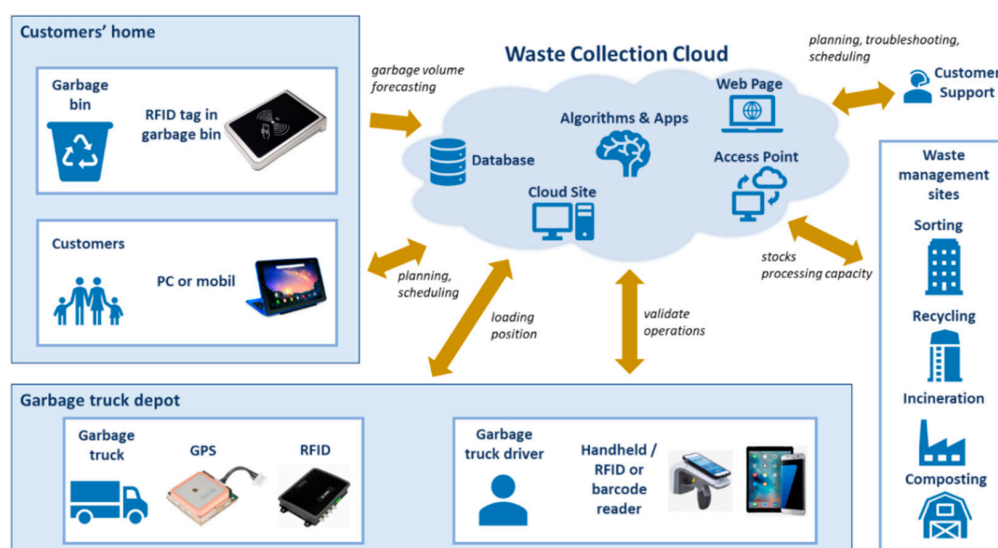 Customers’ home
Garbage
bin
RFID tag in
garbage bin
Customers
PC or mobil
garbage volume
forecasting
planning,
scheduling
loading
position
validate
operations
Waste Collection Cloud
Database
Algorithms & Apps
Cloud Site
Web Page
Access Point
planning, troubleshooting,
scheduling
Customer
Support
stocks
processing capacity
Waste
management
sites
Sorting
Recycling
Incineration
Composting
Garbage truck depot
Garbage
truck
GPS
RFID
Garbage
truck driver
Handheld /
RFID or
barcode
reader